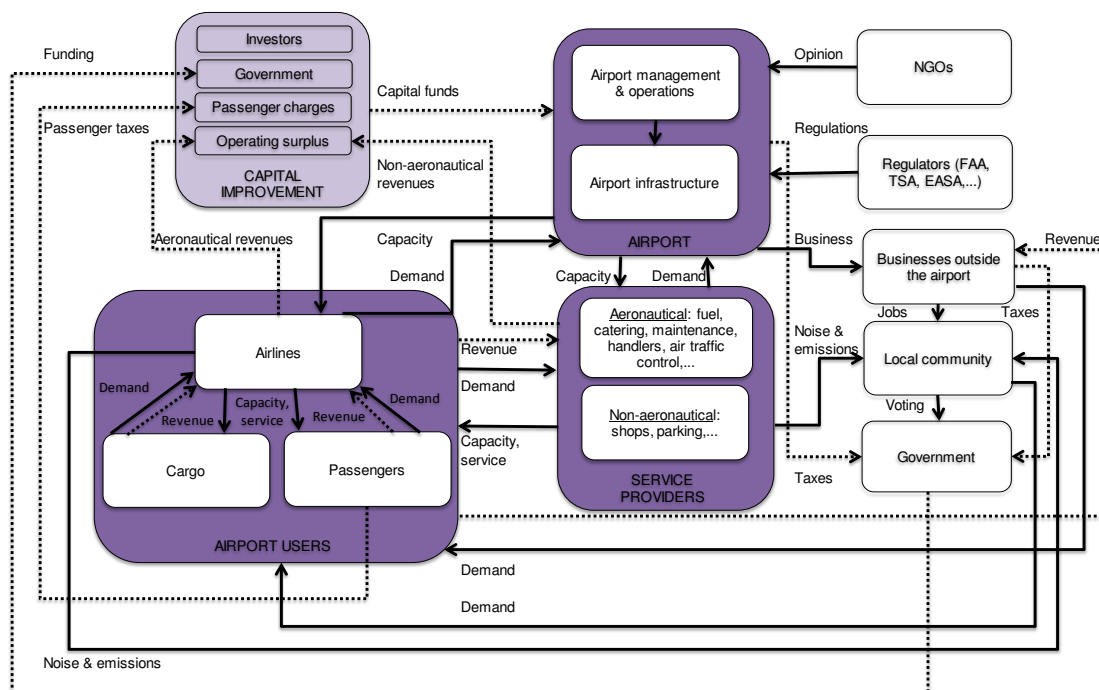 Funding
Investors
Government
Passenger charges
Passenger taxes
Operating surplus
CAPITAL
IMPROVEMENT
Capital funds
Non-aeronautical
revenues
Airport management
& operations
Airport infrastructure
AIRPORT
Opinion
NGOs
Regulations
Regulators (FAA,
TSA, EASA,...)
Aeronautical revenues
Capacity
Demand
Capacity
Demand
Business
Businesses outside
the airport
Revenue
Jobs
Taxes
Airlines
Demand
Revenue
Capacity,
service
Revenue
Demand
Cargo
Passengers
AIRPORT USERS
Revenue
Demand
Capacity,
service
Aeronautical: fuel,
catering, maintenance,
handlers, air traffic
control,...
Non-aeronautical:
shops, parking,...
SERVICE
PROVIDERS
Noise &
emissions
Local community
Voting
Government
Taxes
Demand
Demand
Noise & emissions